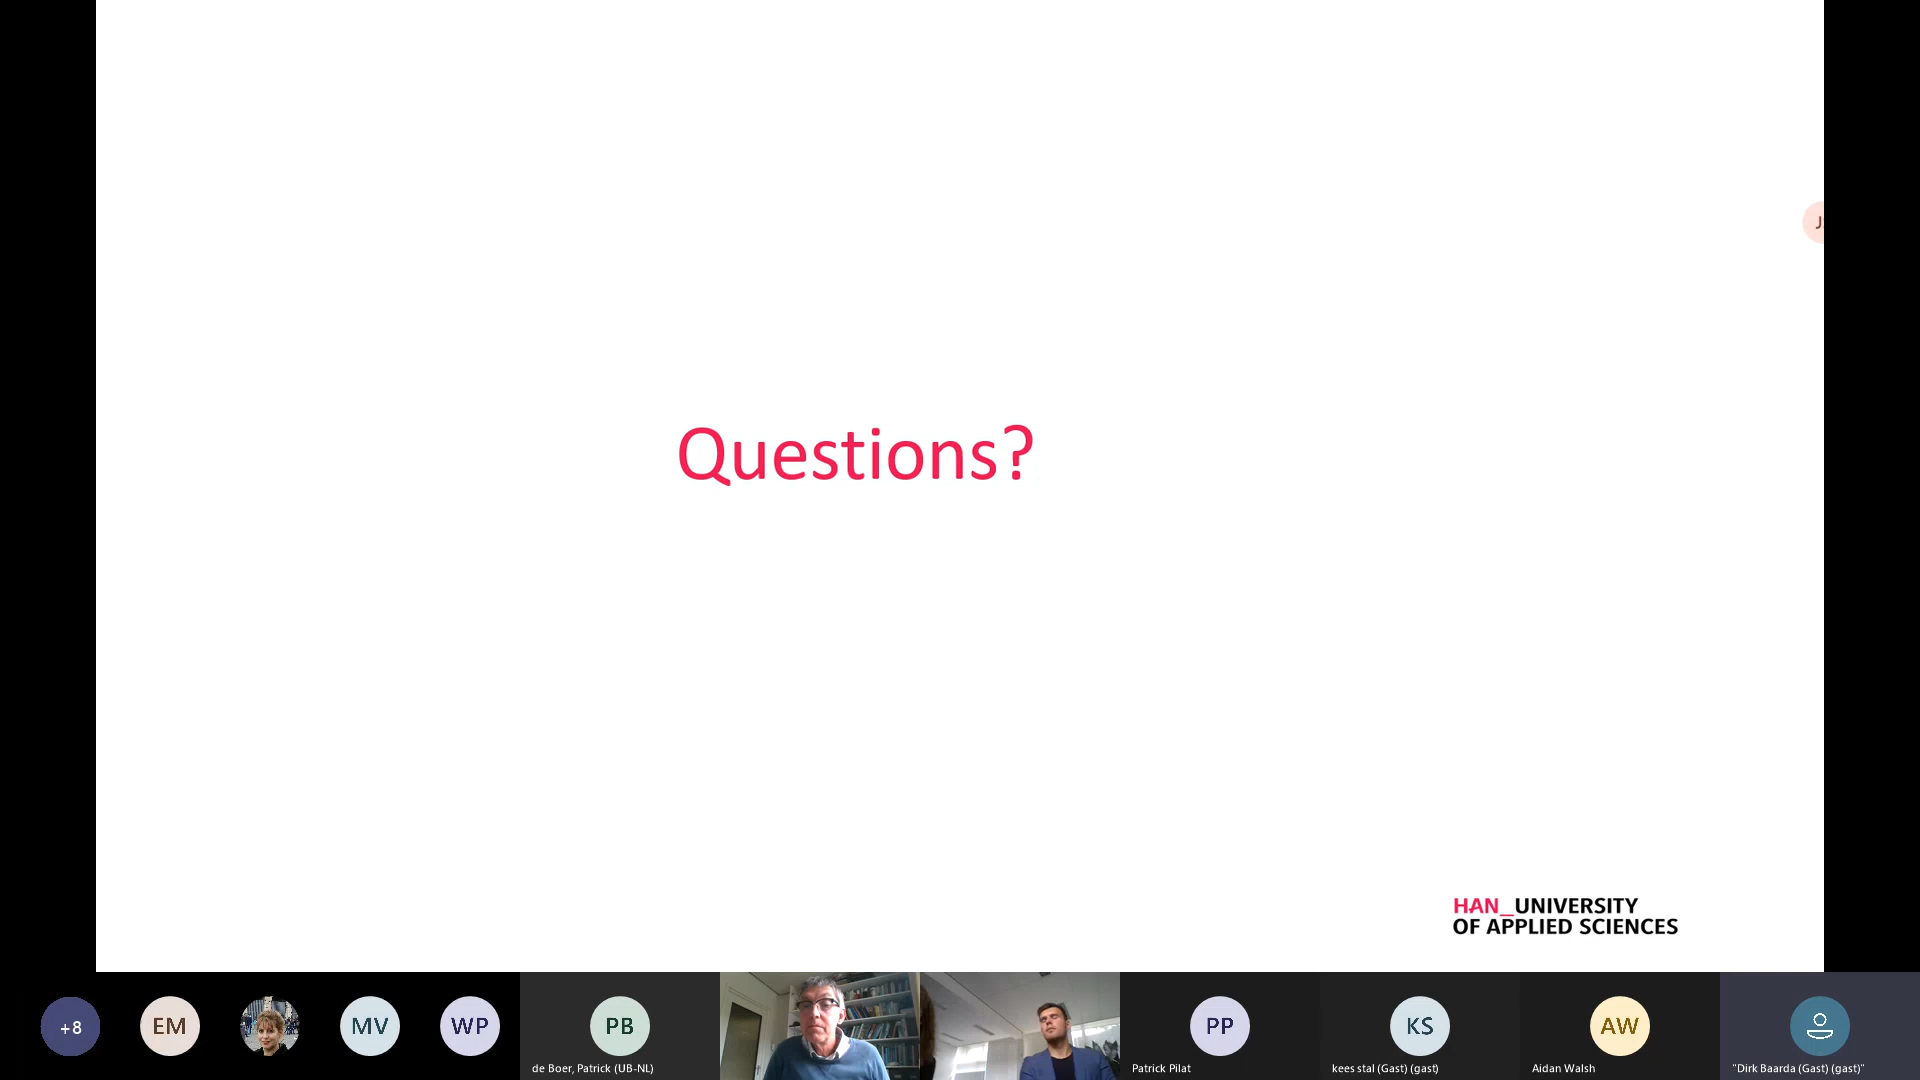 Questions?
HAN_UNIVERSITY
OF APPLIED SCIENCES
+8
EM
MV
WP
PB
de Boer, Patrick (UB-NL)
PP
Patrick Pilat
KS
kees stal (Gast) (gast)
AW
Aidan Walsh
"Dirk Baarda (Gast) (gast)"